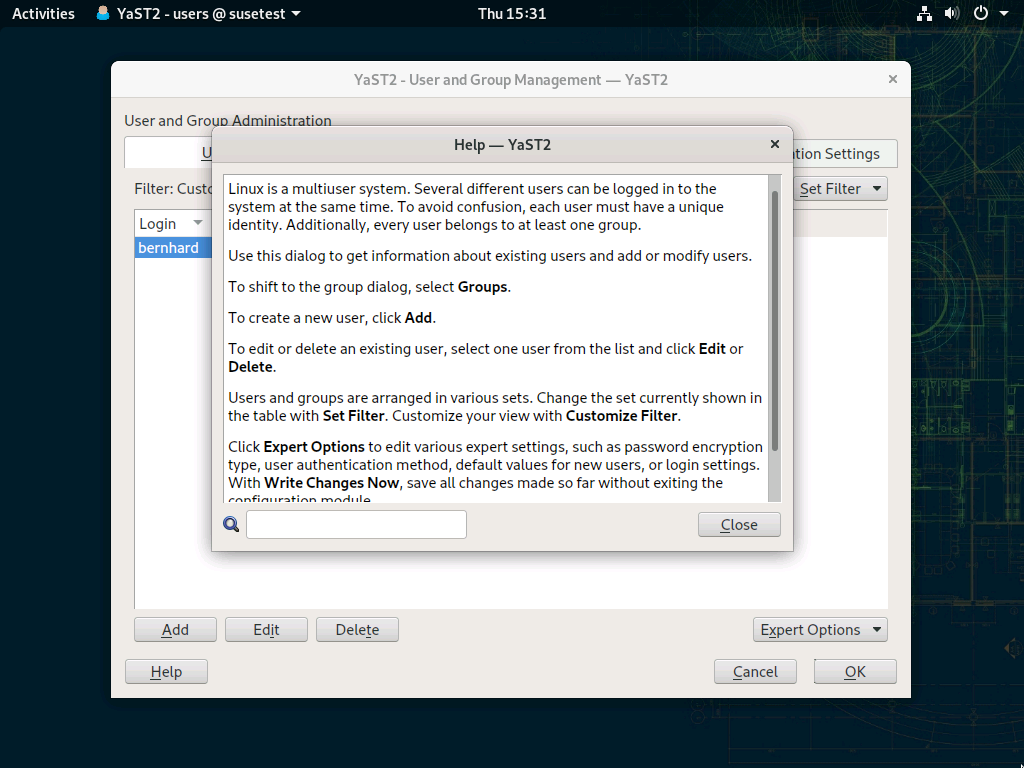 Activities YaST2 - users @ susetest Thu 15:31
YaST2 - User and Group Management — YaST2
User and Group Administration
Help — YaST2
U
tion Settings
Filter: Custo
Set Filter
Login
bernhard
Linux is a multiuser system. Several different users can be logged in to the
system at the same time. To avoid confusion, each user must have a unique
identity. Additionally, every user belongs to at least one group.
Use this dialog to get information about existing users and add or modify users.
To shift to the group dialog, select Groups.
To create a new user, click Add.
To edit or delete an existing user, select one user from the list and click Edit or
Delete.
Users and groups are arranged in various sets. Change the set currently shown in
the table with Set Filter. Customize your view with Customize Filter.
Click Expert Options to edit various expert settings, such as password encryption
type, user authentication method, default values for new users, or login settings.
With Write Changes Now, save all changes made so far without exiting the
configuration module.
Close
Add Edit Delete Expert Options
Help Cancel OK